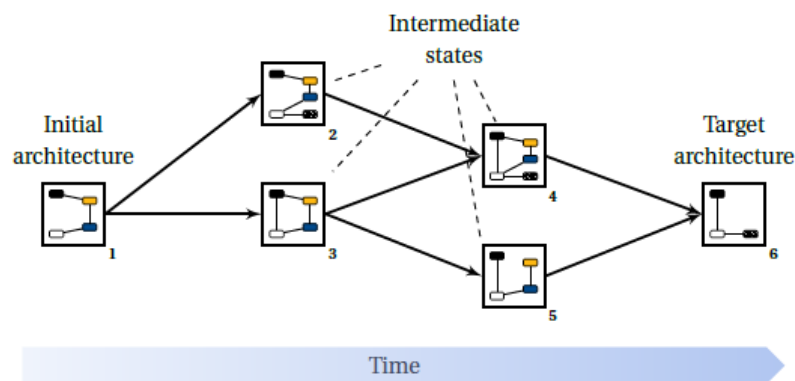 Intermediate
states
Initial
architecture
Target
architecture
2
4
1
3
6
5
Time